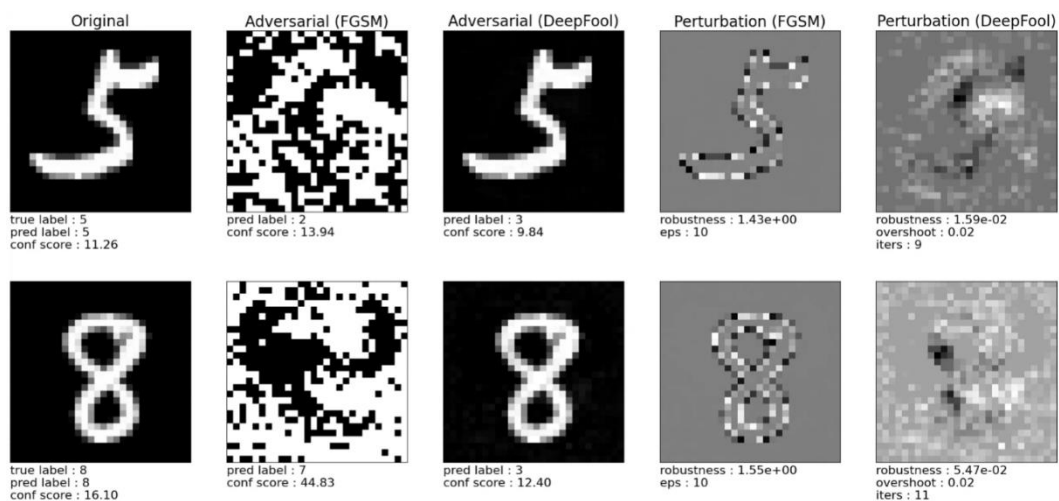 Original
Adversarial (FGSM)
Adversarial (DeepFool)
Perturbation (FGSM)
Perturbation (DeepFool)
5
5
true label : 5
pred label : 5
conf score : 11.26
pred label : 2
conf score : 13.94
pred label : 3
conf score : 9.84
robustness : 1.43e+00
eps : 10
robustness : 1.59e-02
overshoot : 0.02
iters : 9
8
8
true label : 8
pred label : 8
conf score : 16.10
pred label : 7
conf score : 44.83
pred label : 3
conf score : 12.40
robustness : 1.55e+00
eps : 10
robustness : 5.47e-02
overshoot : 0.02
iters : 11